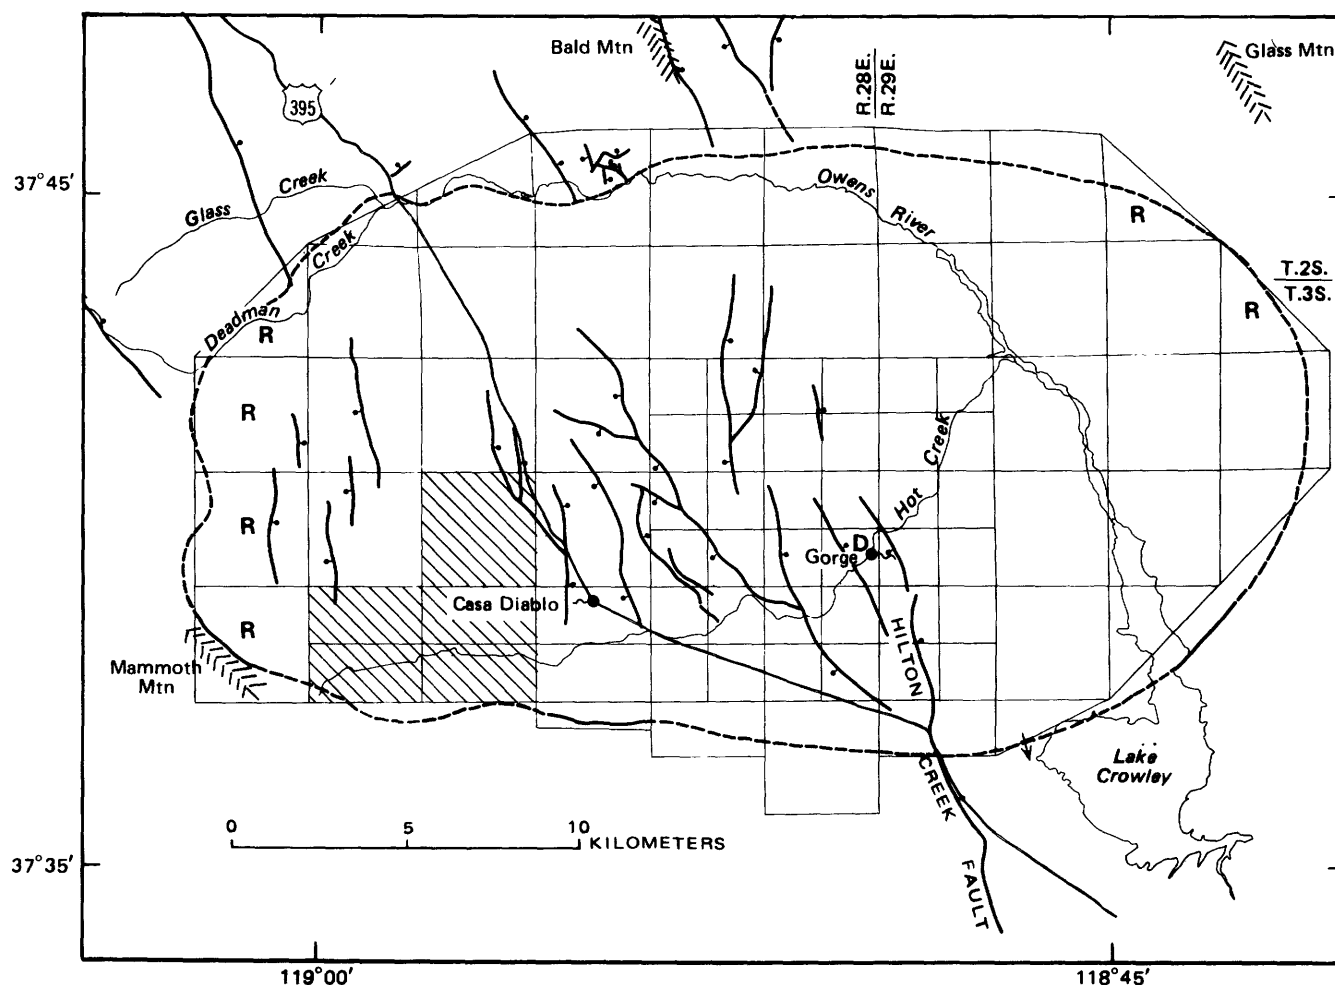 Bald Mtn
R.28E.
R.29E.
Glass Mtn
395
37°45′
Glass Creek
Deadman Creek
Owens River
T.2S.
T.3S.
R
R
R
R
R
R
Hot Creek
D
Gorge
Casa Diablo
R
Mammoth
Mtn
HILTON CREEK FAULT
Lake
Crowley
0 5 10 KILOMETERS
37°35′
119°00′
118°45′